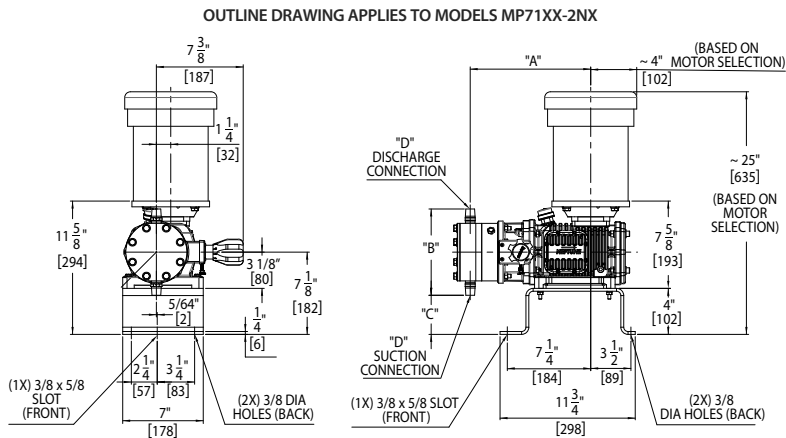 OUTLINE DRAWING APPLIES TO MODELS MP71XX-2NX
7 3/8"
[187]
1 1/4"
[32]
11 5/8"
[294]
3 1/8"
[80]
7 1/8"
[182]
5/64"
[2]
1/4"
[6]
2 1/4"
[57]
3 1/4"
[83]
(1X) 3/8 x 5/8
SLOT
(FRONT)
7"
[178]
(2X) 3/8 DIA
HOLES (BACK)
"A"
~ 4"
[102]
(BASED ON
MOTOR SELECTION)
"D"
DISCHARGE
CONNECTION
~ 25"
[635]
(BASED ON
MOTOR
SELECTION)
"B"
7 5/8"
[193]
NEPTUNE
"C"
4"
[102]
"D"
SUCTION
CONNECTION
7 1/4"
[184]
3 1/2"
[89]
(1X) 3/8 x 5/8 SLOT
(FRONT)
11 3/4"
[298]
(2X) 3/8
DIA HOLES (BACK)